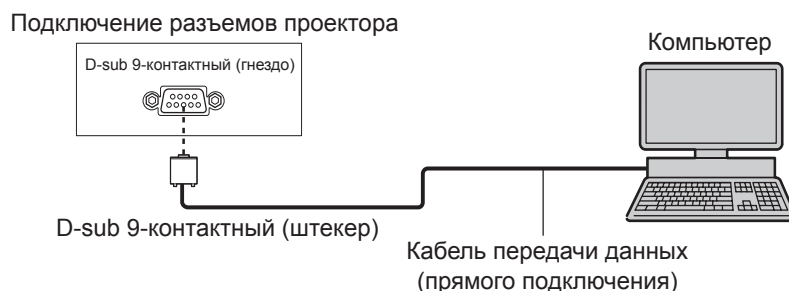 Подключение разъемов проектора
Компьютер
D-sub 9-контактный (гнездо)
D-sub 9-контактный (штекер)
Кабель передачи данных
(прямого подключения)